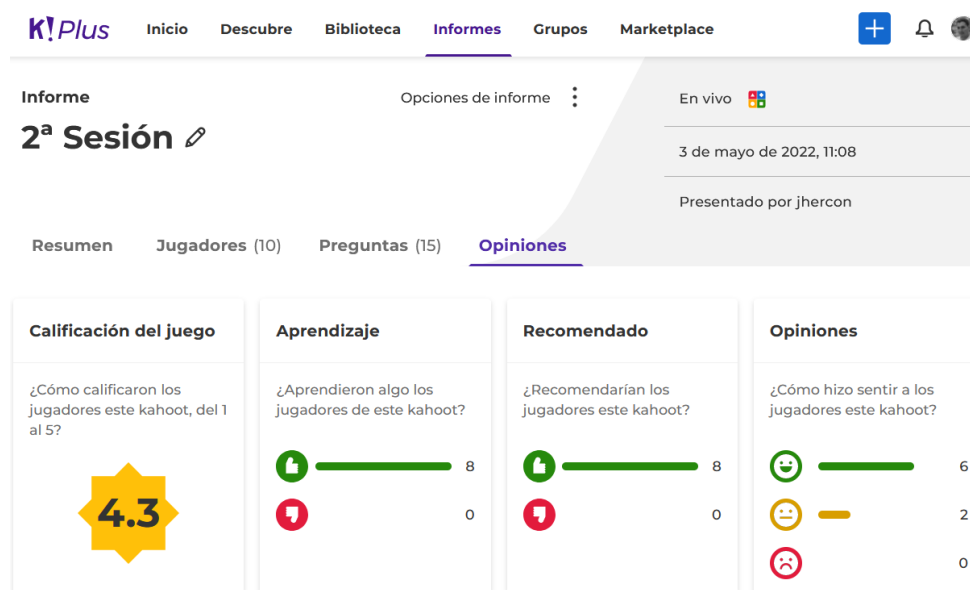 K! Plus
Inicio Descubre Biblioteca Informes Grupos Marketplace
Informe
Opciones de informe
2ª Sesión
En vivo
3 de mayo de 2022, 11:08
Presentado por jhercon
Resumen Jugadores (10) Preguntas (15) Opiniones
Calificación del juego
¿Cómo calificaron los
jugadores este kahoot, del 1
al 5?
4.3
Aprendizaje
¿Aprendieron algo los
jugadores de este kahoot?
8
0
Recomendado
¿Recomendarían los
jugadores este kahoot?
8
0
Opiniones
¿Cómo hizo sentir a los
jugadores este kahoot?
6
2
0